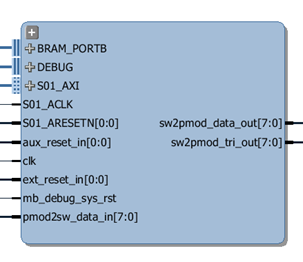 BRAM_PORTB
DEBUG
S01_AXI
S01_ACLK
S01_ARESETN[0:0]
aux_reset_in[0:0]
clk
ext_reset_in[0:0]
mb_debug_sys_rst
pmod2sw_data_in[7:0]
sw2pmod_data_out[7:0]
sw2pmod_tri_out[7:0]